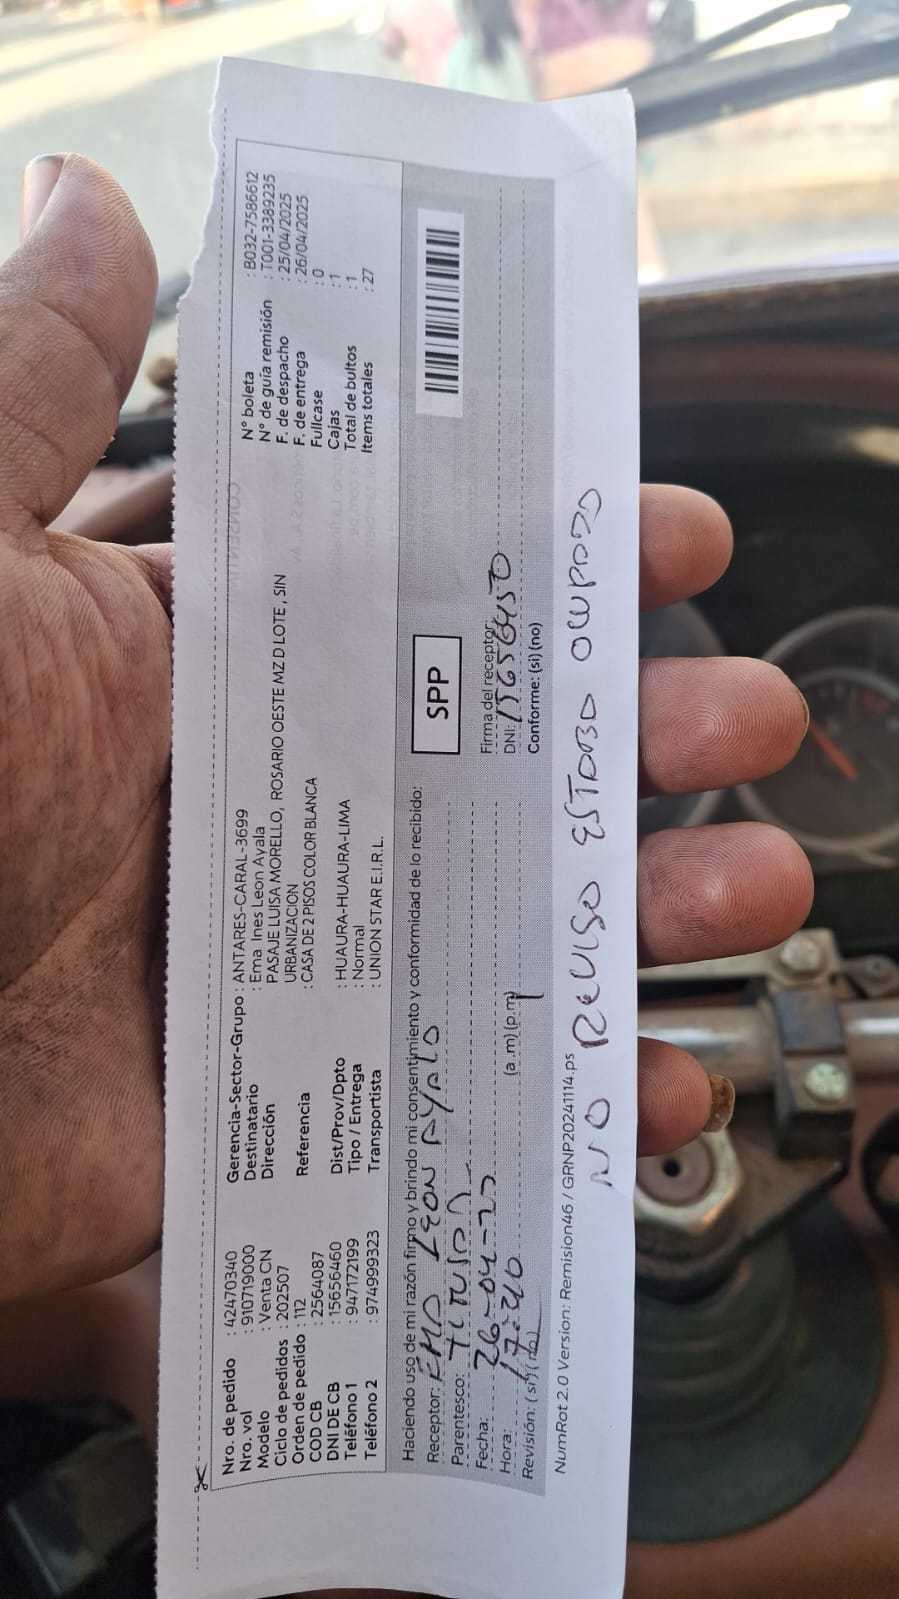 Nro. de pedido : 42470340
Nro. vol : 910719000
Modelo : Venta CN
Ciclo de pedidos : 202507
Orden de pedido : 112
COD CB : 2564087
DNI DE CB : 15656460
Teléfono 1 : 947172199
Teléfono 2 : 9749999323
Gerencia-Sector-Grupo : ANTARES-CARAL-3699
Destinatario : Ema Ines Leon Ayala
Dirección : PASAJE LUISA MORELLO, ROSARIO OESTE MZ D LOTE , SIN
URBANIZACION
Referencia : CASA DE 2 PISOS COLOR BLANCA
Dist/Prov/Dpto : HUAURA-HUAURA-LIMA
Tipo / Entrega : Normal
Transportista : UNION STAR E.I.R.L.
N° boleta : B032-7586612
N° de guía remisión : T001-3389235
F. de despacho : 25/04/2025
F. de entrega : 26/04/2025
Fullcase : 0
Cajas : 1
Total de bultos : 1
Items totales : 27
Haciendo uso de mi razón firmo y brindo mi consentimiento y conformidad de lo recibido:
SPP
Receptor: EMA LEON AYALA
Parentesco: TITULAR
Fecha: 26-04-25
Hora: 17:40 (a.m) (p.m)
Revisión: (si) (no)
Firma del receptor
DNI: 15656450
Conforme: (si) (no)
NumRot 2.0 Version: Remision46 / GRNP20241114.ps
NO REVISO ESTABA OCUPADA